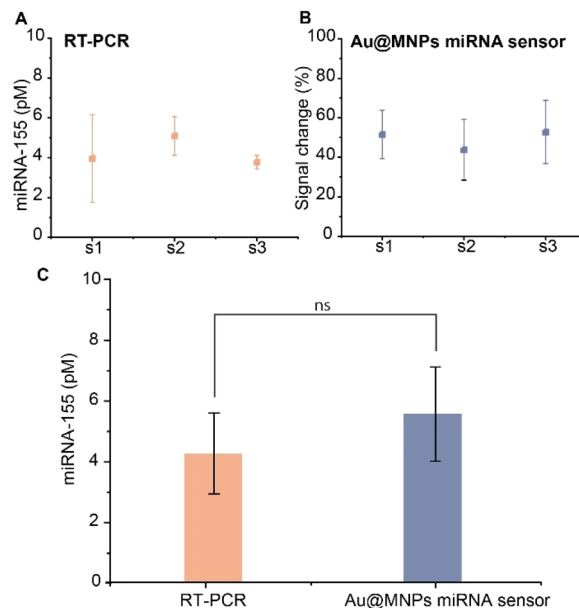 A
RT-PCR
miRNA-155 (pM)
10
8
6
4
2
0
s1
s2
s3
B
Au@MNPs miRNA sensor
Signal change (%)
100
80
60
40
20
0
s1
s2
s3
C
ns
miRNA-155 (pM)
10
8
6
4
2
0
RT-PCR
Au@MNPs miRNA sensor